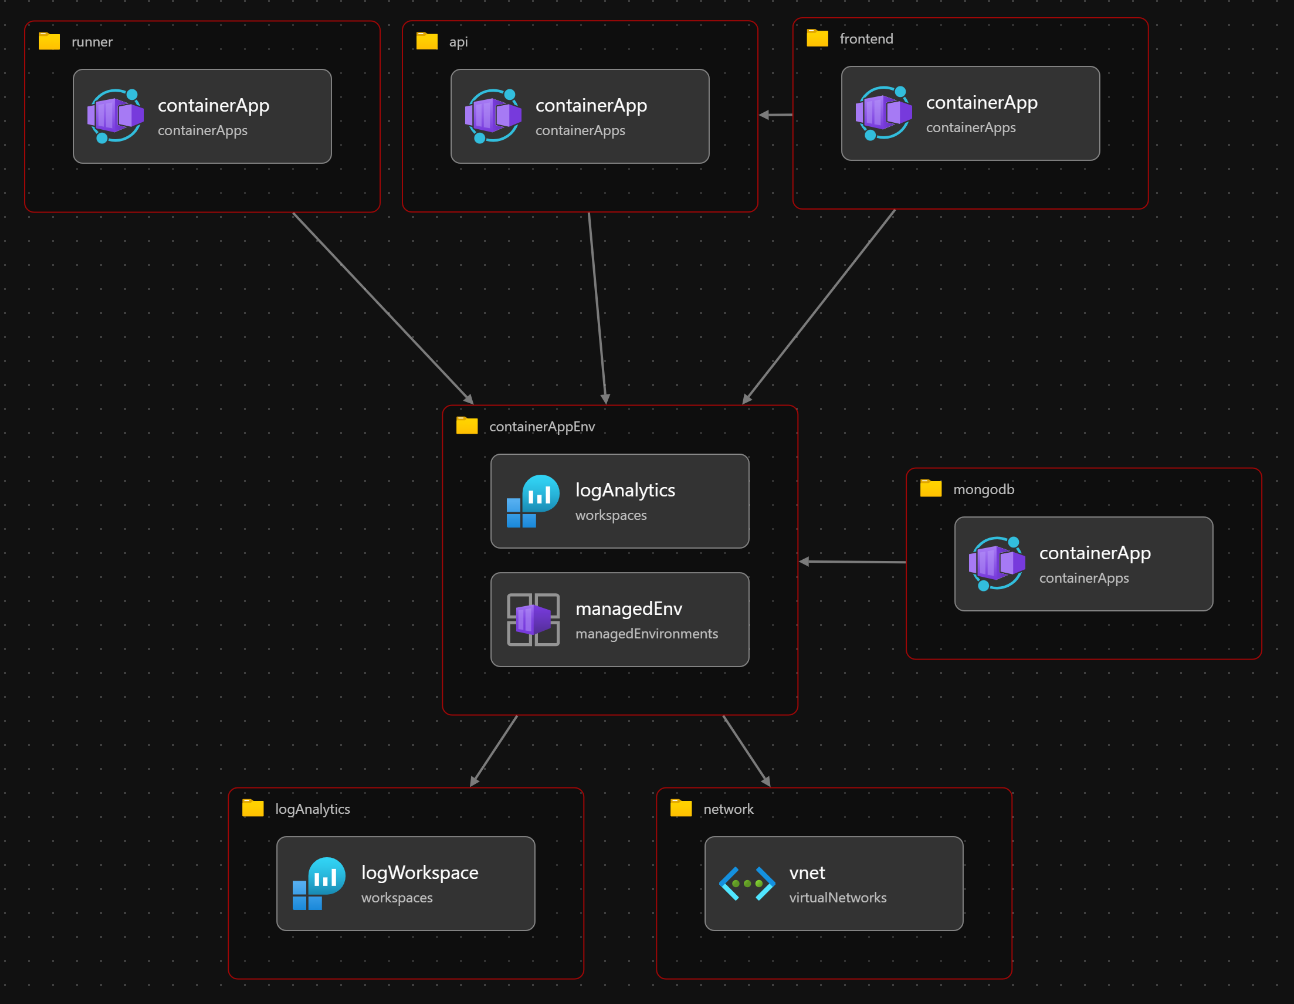 runner
containerApp
containerApps
api
containerApp
containerApps
frontend
containerApp
containerApps
containerAppEnv
logAnalytics
workspaces
managedEnv
managedEnvironments
mongodb
containerApp
containerApps
logAnalytics
logWorkspace
workspaces
network
vnet
virtualNetworks